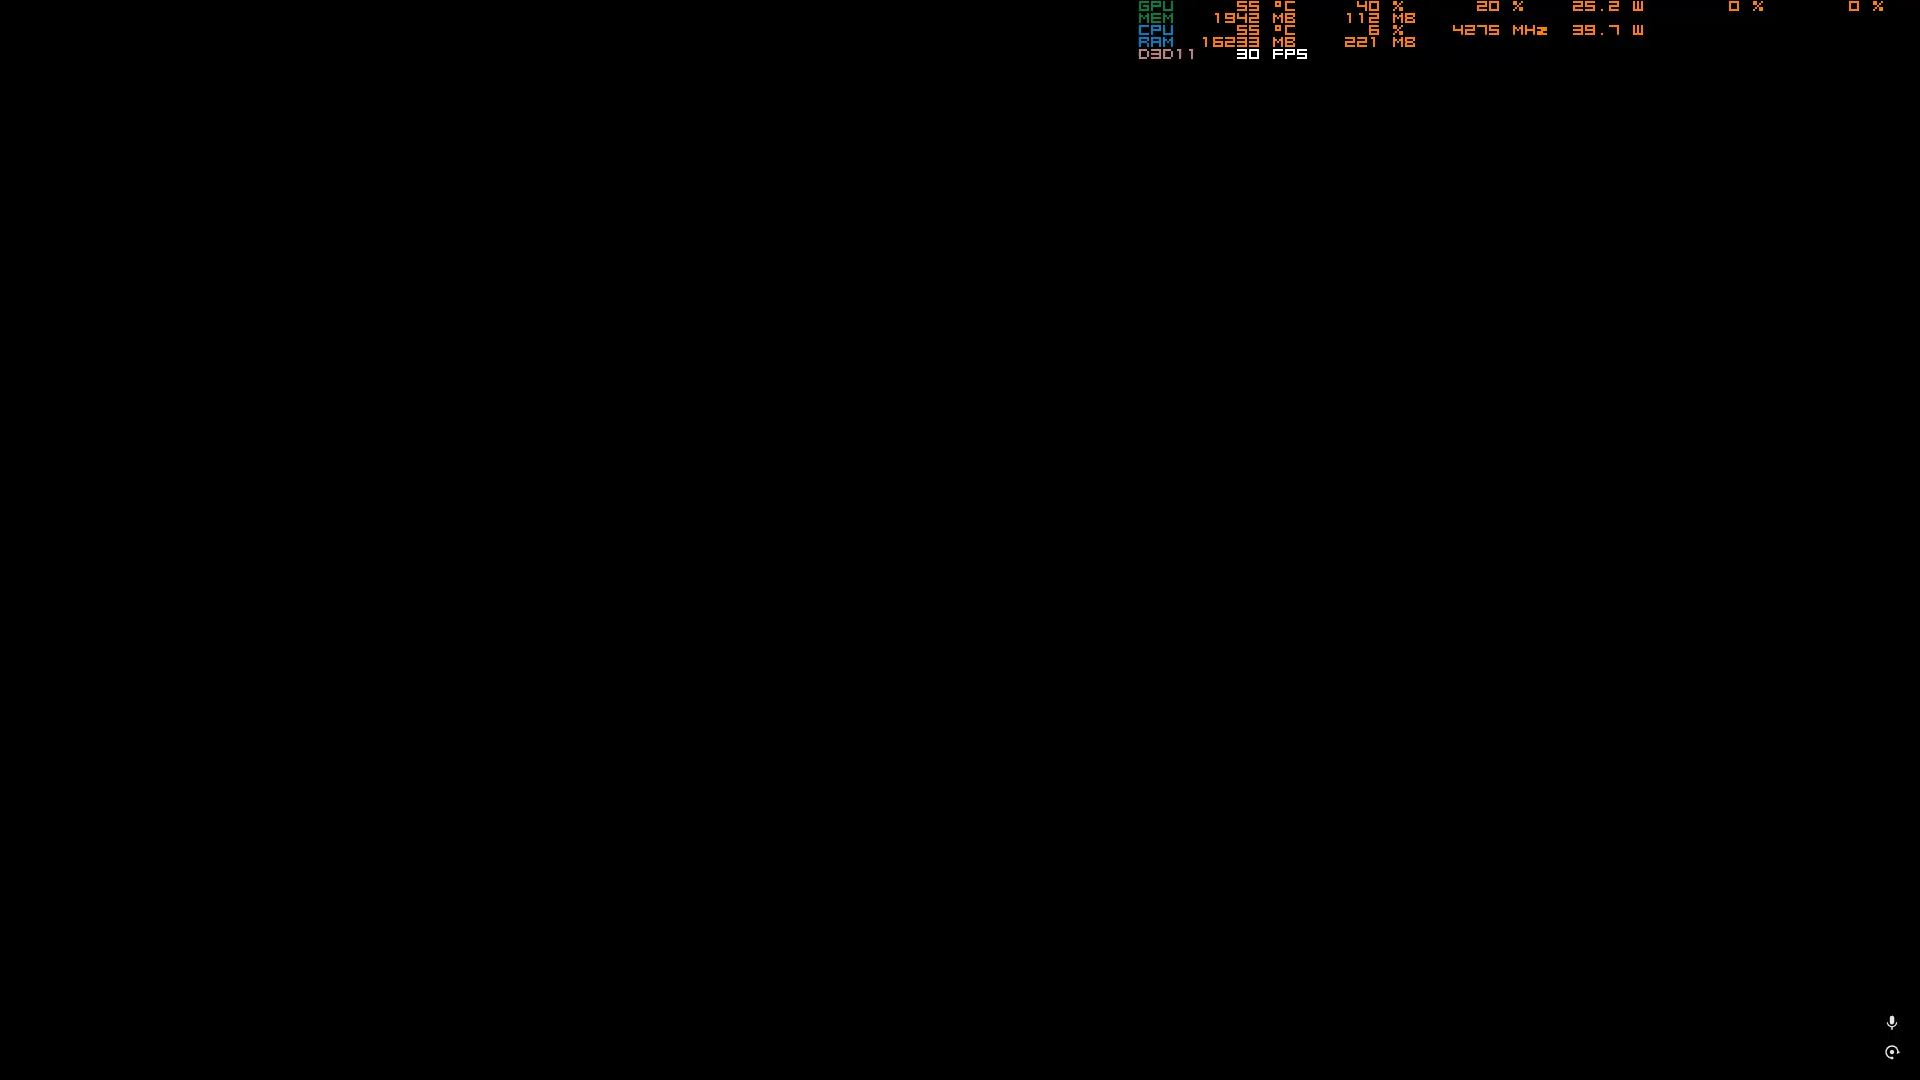 GPU 55 °C 40 % 20 % 25.2 W 0 % 0 %
MEM 1942 MB 112 MB
CPU 55 °C 6 % 4275 MHz 39.7 W
RAM 16233 MB 221 MB
D3D11 30 FPS